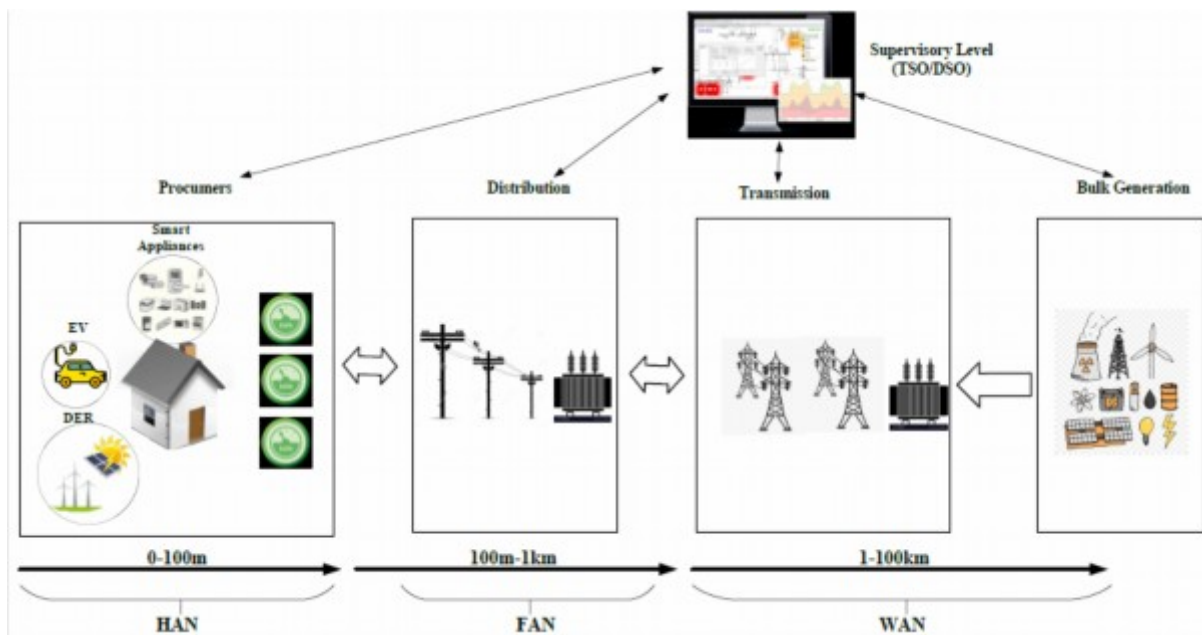 Supervisory Level
(TSO/DSO)
Procumers
Distribution
Transmission
Bulk Generation
Smart
Appliances
EV
DER
0-100m
100m-1km
1-100km
HAN
FAN
WAN